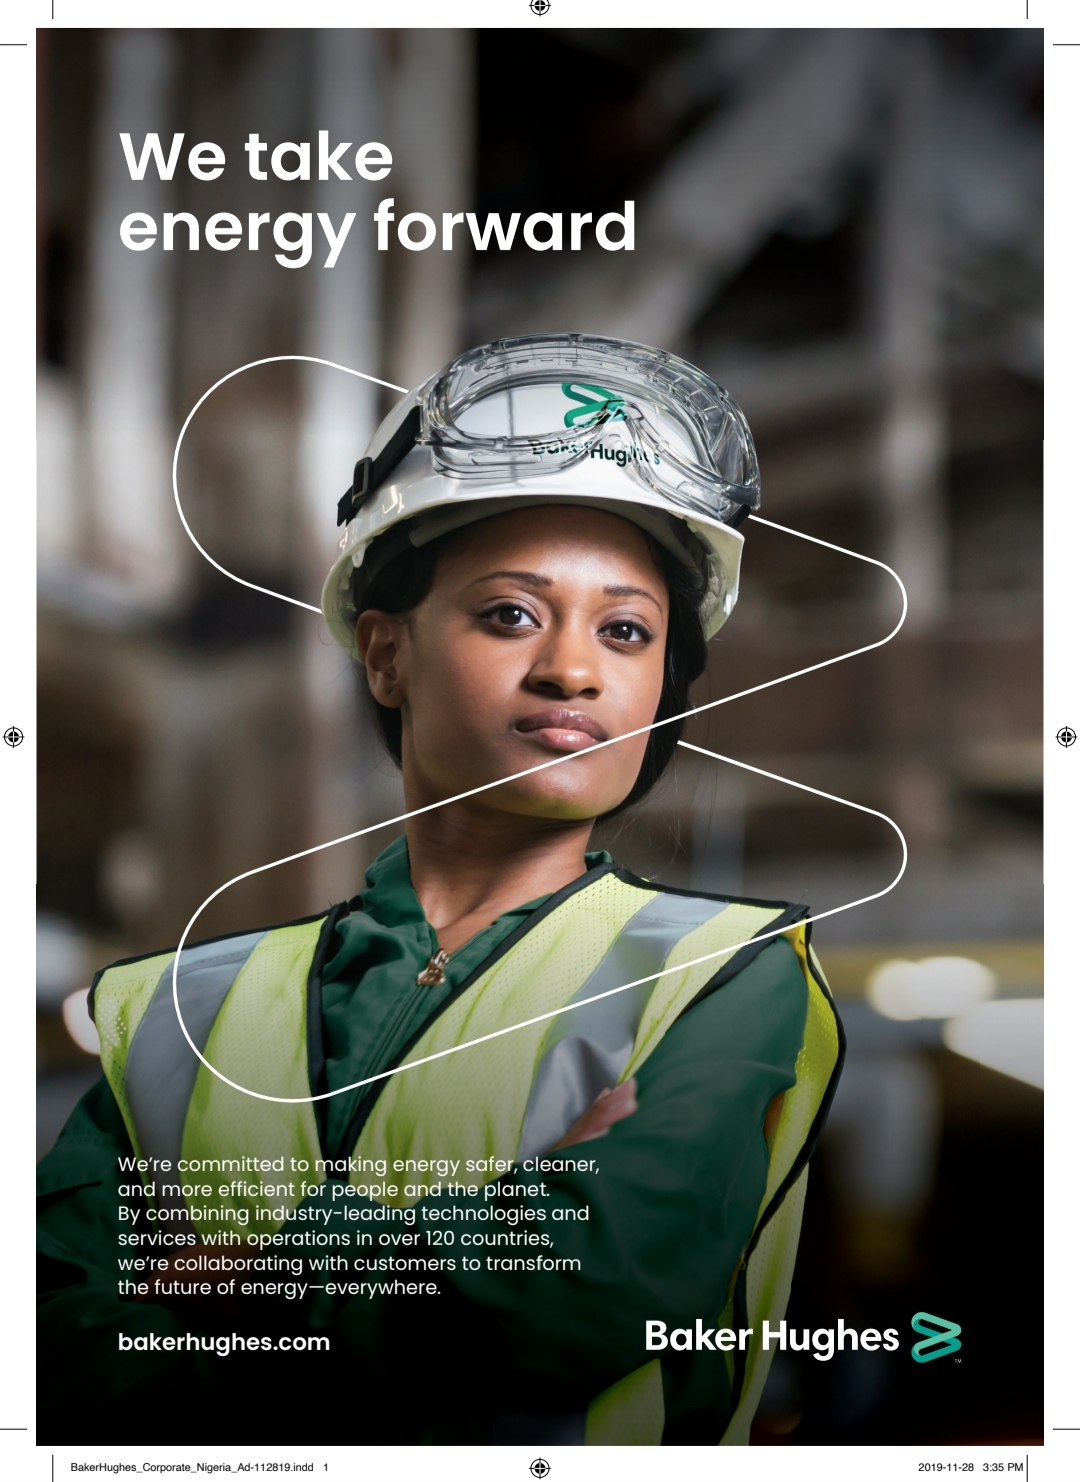 We take
energy forward
BakerHughes
We’re committed to making energy safer, cleaner,
and more efficient for people and the planet.
By combining industry-leading technologies and
services with operations in over 120 countries,
we’re collaborating with customers to transform
the future of energy—everywhere.
bakerhughes.com
Baker Hughes
TM
BakerHughes_Corporate_Nigeria_Ad-112819.indd 1
2019-11-28 3:35 PM